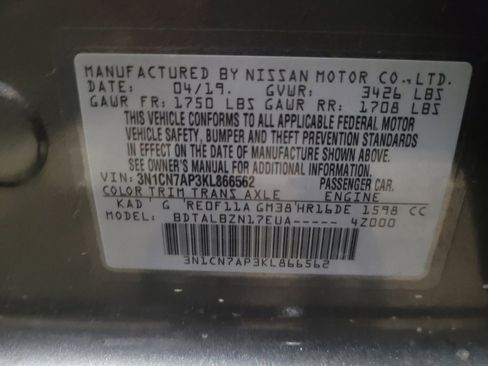 MANUFACTURED BY NISSAN MOTOR CO., LTD.
DATE: 04/19. GVWR: 3426 LBS
GAWR FR: 1750 LBS GAWR RR: 1708 LBS
THIS VEHICLE CONFORMS TO ALL APPLICABLE FEDERAL MOTOR
VEHICLE SAFETY, BUMPER AND THEFT PREVENTION STANDARDS
IN EFFECT ON THE DATE OF MANUFACTURE SHOWN ABOVE.
SEE OWNER'S MANUAL FOR ADDITIONAL INFORMATION
VIN: 3N1CN7AP3KL866562 PASSENGER CAR.
COLOR TRIM TRANS AXLE ENGINE
KAD G RE0F11A GM38 HR16DE 1598 CC
MODEL: BDTALBZN17EUA----- 4Z000
3N1CN7AP3KL866562